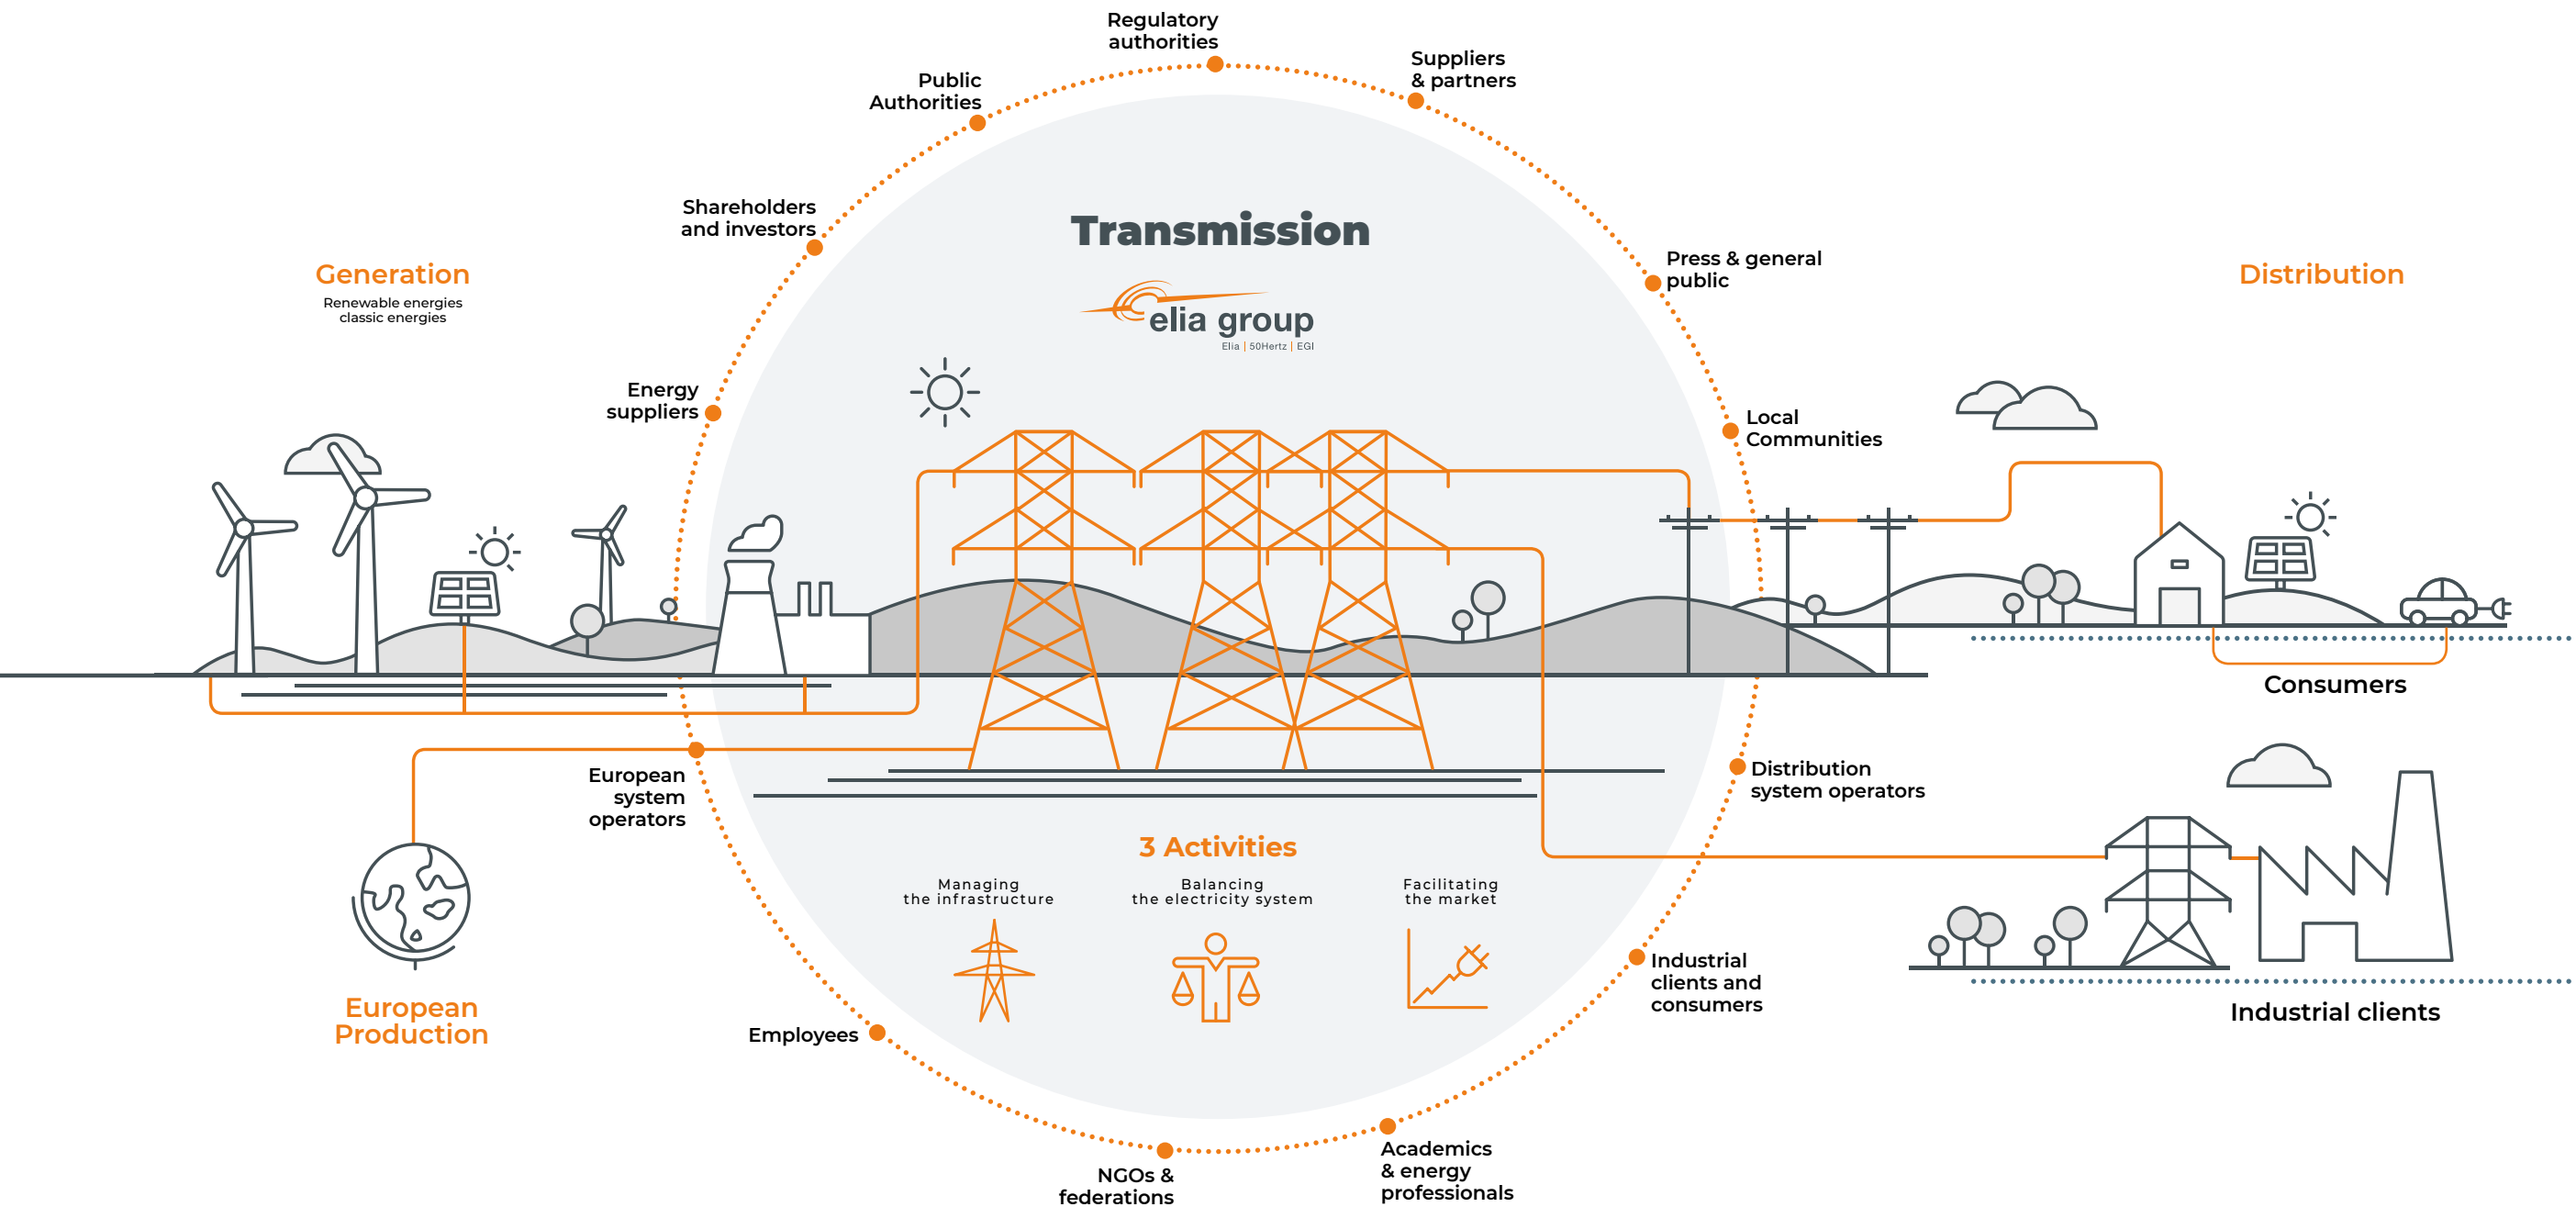 Regulatory
authorities
Suppliers
& partners
Public
Authorities
Shareholders
and investors
Transmission
elia group
Elia | 50Hertz | EGI
Press & general
public
Generation
Renewable energies
classic energies
Distribution
Energy
suppliers
Local
Communities
Consumers
European
system
operators
Distribution
system operators
3 Activities
Managing
the infrastructure
Balancing
the electricity system
Facilitating
the market
Industrial
clients and
consumers
European
Production
Industrial clients
Employees
NGOs &
federations
Academics
& energy
professionals